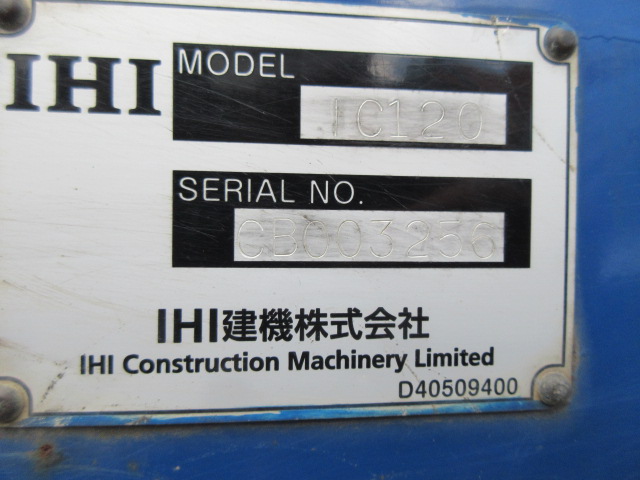 IHI
MODEL
IC120
SERIAL NO.
CBC03256
IHI建機株式会社
IHI Construction Machinery Limited
D40509400